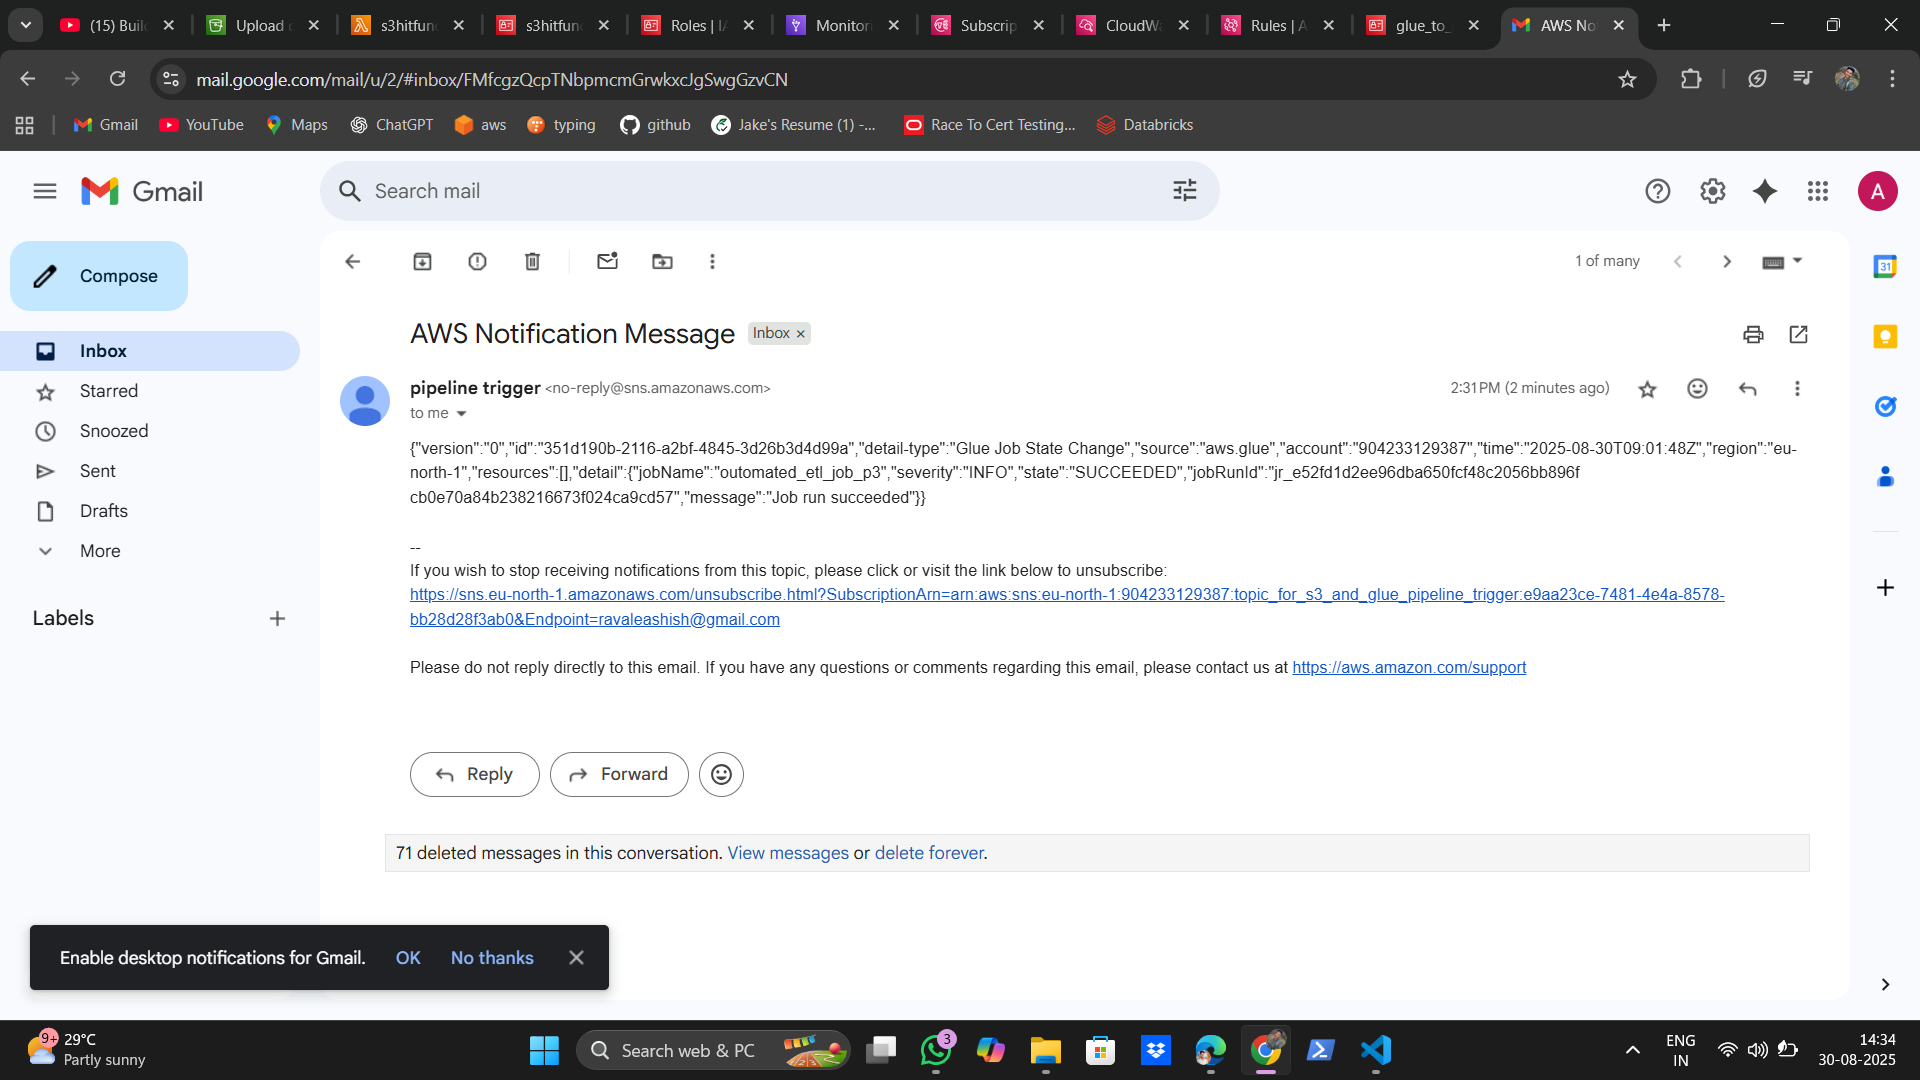 (15) Buil
Upload o
s3hitfun
s3hitfun
Roles | IA
Monitori
Subscrip
CloudWa
Rules | A
glue_to_
AWS No
mail.google.com/mail/u/2/#inbox/FMfcgzQcpTNbpmcmGrwkxcJgSwgGzvCN
Gmail
YouTube
Maps
ChatGPT
aws
typing
github
Jake's Resume (1) -...
Race To Cert Testing...
Databricks
Gmail
Search mail
A
Compose
1 of many
31
AWS Notification Message
Inbox ×
Inbox
Starred
Snoozed
Sent
Drafts
More
Labels
pipeline trigger <no-reply@sns.amazonaws.com>
2:31 PM (2 minutes ago)
to me
{"version":"0","id":"351d190b-2116-a2bf-4845-3d26b3d4d99a","detail-type":"Glue Job State Change","source":"aws.glue","account":"904233129387","time":"2025-08-30T09:01:48Z","region":"eu-
north-1","resources":[],"detail":{"jobName":"outomated_etl_job_p3","severity":"INFO","state":"SUCCEEDED","jobRunId":"jr_e52fd1d2ee96dba650fcf48c2056bb896f
cb0e70a84b238216673f024ca9cd57","message":"Job run succeeded"}}
--
If you wish to stop receiving notifications from this topic, please click or visit the link below to unsubscribe:
https://sns.eu-north-1.amazonaws.com/unsubscribe.html?SubscriptionArn=arn:aws:sns:eu-north-1:904233129387:topic_for_s3_and_glue_pipeline_trigger:e9aa23ce-7481-4e4a-8578-
bb28d28f3ab0&Endpoint=ravaleashish@gmail.com
Please do not reply directly to this email. If you have any questions or comments regarding this email, please contact us at https://aws.amazon.com/support
Reply
Forward
71 deleted messages in this conversation. View messages or delete forever.
Enable desktop notifications for Gmail.
OK
No thanks
9+
29°C
Partly sunny
Search web & PC
3
ENG
IN
14:34
30-08-2025